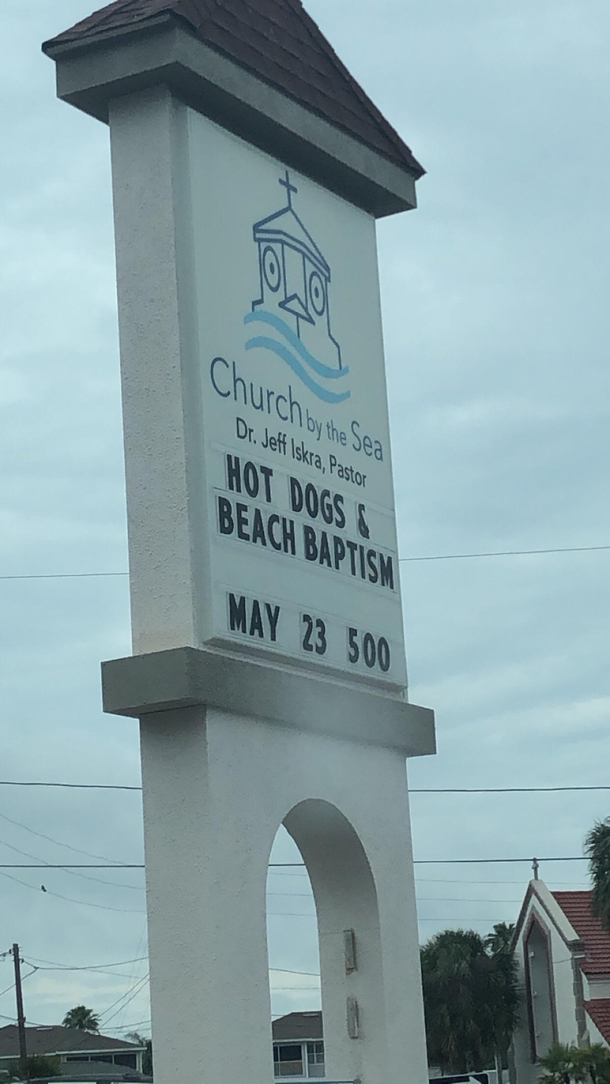 Church by the Sea
Dr. Jeff Iskra, Pastor
HOT DOGS &
BEACH BAPTISM
MAY 23 500